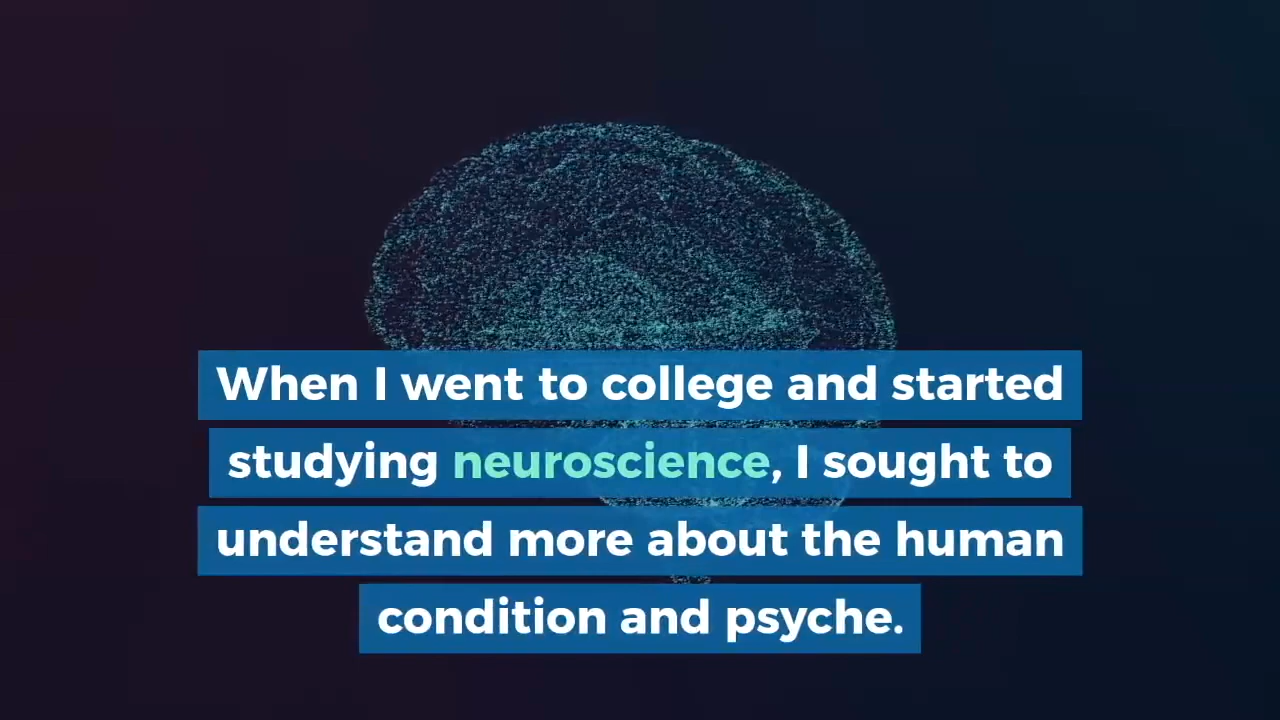 When I went to college and started
studying neuroscience, I sought to
understand more about the human
condition and psyche.